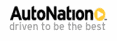 AutoNation
driven to be the best